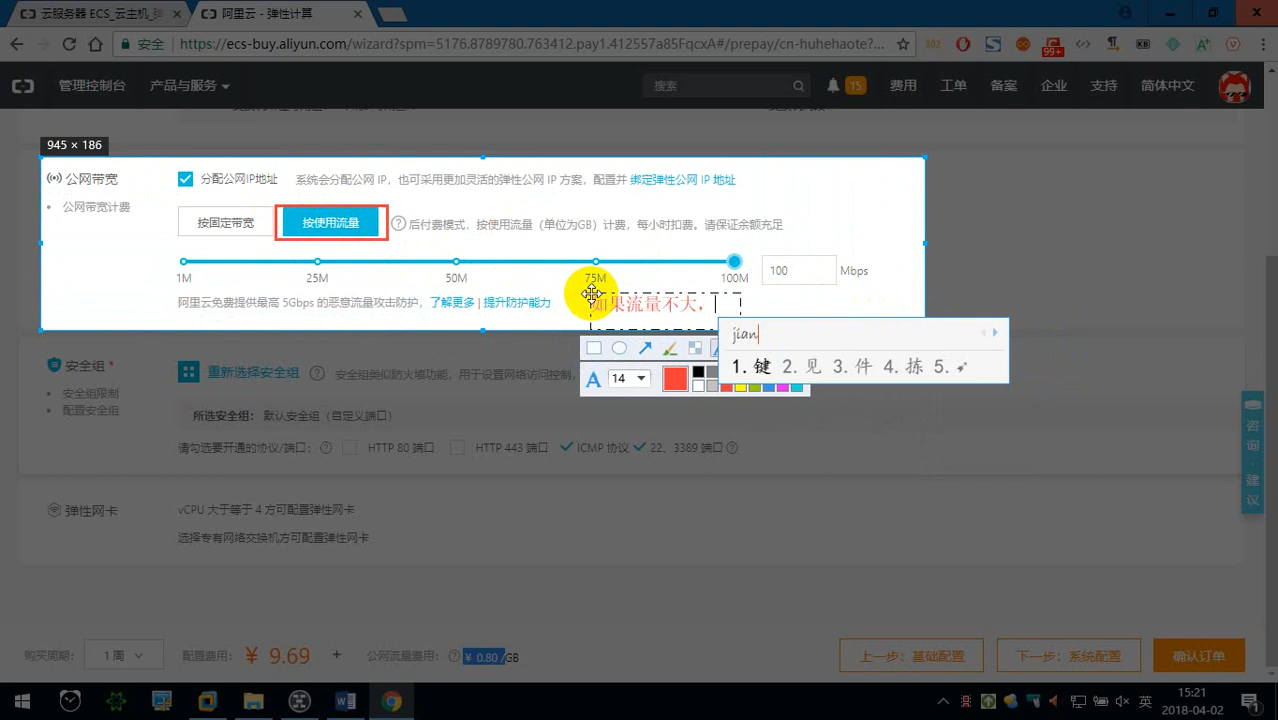 云服务器 ECS_云主机_弹
阿里云 - 弹性计算
安全 https://ecs-buy.aliyun.com/wizard?spm=5176.8789780.763412.pay1.412557a85FqcxA#/prepay/cn-huhehaote?...
99+
管理控制台 产品与服务 搜索 15 费用 工单 备案 企业 支持 简体中文
945 × 186
公网带宽 分配公网IP地址 系统会分配公网 IP，也可采用更加灵活的弹性公网 IP 方案，配置并 绑定弹性公网 IP 地址
公网带宽计费
按固定带宽 按使用流量 ? 后付费模式，按使用流量（单位为GB）计费，每小时扣费。请保证余额充足
1M 25M 50M 75M 100M 100 Mbps
阿里云免费提供最高 5Gbps 的恶意流量攻击防护，了解更多 | 提升防护能力
如果流量不大，
jian
1. 键 2. 见 3. 件 4. 拣 5.
A 14
安全组 * 重新选择安全组 ? 安全组类似防火墙功能，用于设置网络访问控制，
安全组限制
配置安全组
所选安全组： 默认安全组（自定义端口）
请勾选要开通的协议/端口： ? HTTP 80 端口 HTTP 443 端口 ICMP 协议 22、3389 端口 ?
弹性网卡 vCPU 大于等于 4 方可配置弹性网卡
选择专有网络交换机方可配置弹性网卡
咨询·建议
购买周期： 1 周 配置费用： ¥ 9.69 + 公网流量费用： ? ¥ 0.80 /GB 上一步：基础配置 下一步：系统配置 确认订单
英 15:21
2018-04-02
1